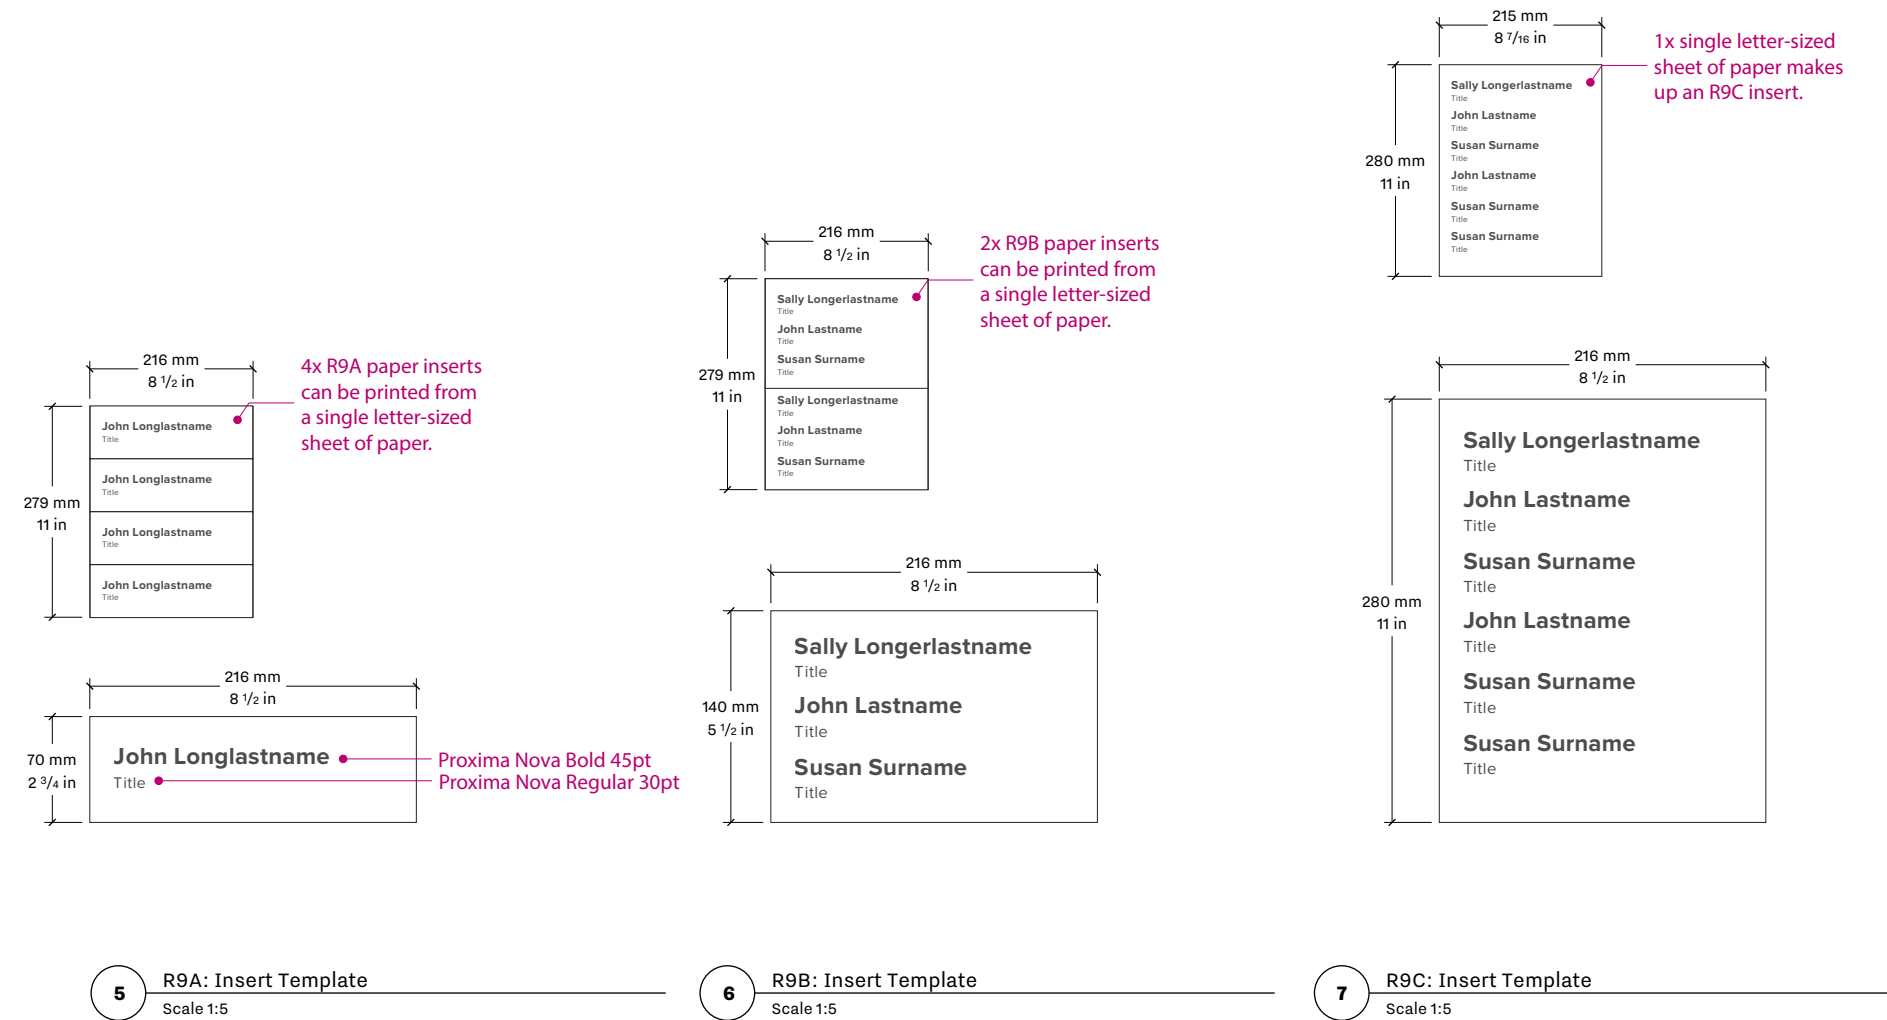 216 mm
8 1/2 in
4x R9A paper inserts
can be printed from
a single letter-sized
sheet of paper.
279 mm
11 in
John Longlastname
Title
John Longlastname
Title
John Longlastname
Title
John Longlastname
Title
216 mm
8 1/2 in
70 mm
2 3/4 in
John Longlastname
Title
Proxima Nova Bold 45pt
Proxima Nova Regular 30pt
5
R9A: Insert Template
Scale 1:5
216 mm
8 1/2 in
2x R9B paper inserts
can be printed from
a single letter-sized
sheet of paper.
279 mm
11 in
Sally Longerlastname
Title
John Lastname
Title
Susan Surname
Title
Sally Longerlastname
Title
John Lastname
Title
Susan Surname
Title
216 mm
8 1/2 in
140 mm
5 1/2 in
Sally Longerlastname
Title
John Lastname
Title
Susan Surname
Title
6
R9B: Insert Template
Scale 1:5
215 mm
8 7/16 in
1x single letter-sized
sheet of paper makes
up an R9C insert.
280 mm
11 in
Sally Longerlastname
Title
John Lastname
Title
Susan Surname
Title
John Lastname
Title
Susan Surname
Title
Susan Surname
Title
216 mm
8 1/2 in
280 mm
11 in
Sally Longerlastname
Title
John Lastname
Title
Susan Surname
Title
John Lastname
Title
Susan Surname
Title
Susan Surname
Title
7
R9C: Insert Template
Scale 1:5